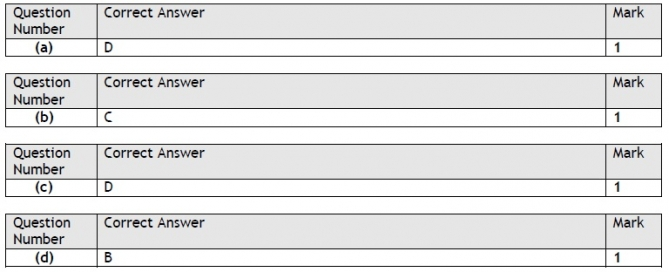 Question Number Correct Answer Mark
(a) D 1
Question Number Correct Answer Mark
(b) C 1
Question Number Correct Answer Mark
(c) D 1
Question Number Correct Answer Mark
(d) B 1